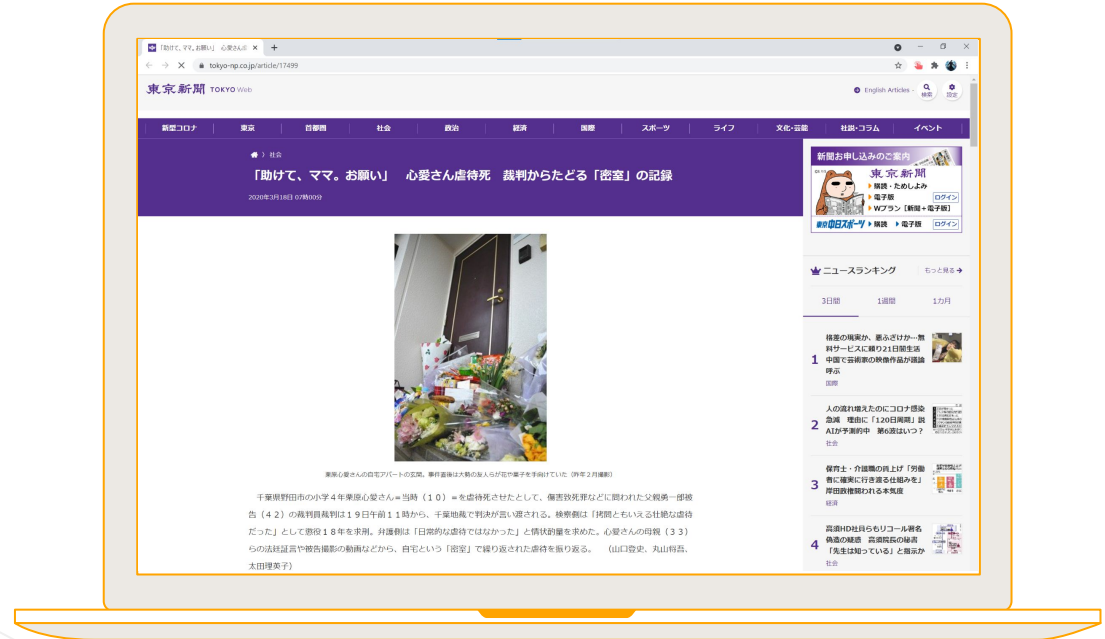 「助けて、ママ。お願い」 心愛さん虐
tokyo-np.co.jp/article/17499
東京新聞 TOKYO Web
English Articles
検索
設定
新型コロナ
東京
首都圏
社会
政治
経済
国際
スポーツ
ライフ
文化・芸能
社説・コラム
イベント
社会
「助けて、ママ。お願い」 心愛さん虐待死 裁判からたどる「密室」の記録
2020年3月18日 07時00分
栗原心愛さんの自宅アパートの玄関。事件直後は大勢の友人らが花や菓子を手向けていた(昨年2月撮影)
千葉県野田市の小学4年栗原心愛さん=当時(10)=を虐待死させたとして、傷害致死罪などに問われた父親勇一郎被
告(42)の裁判員裁判は19日午前11時から、千葉地裁で判決が言い渡される。検察側は「拷問ともいえる壮絶な虐待
だった」として懲役18年を求刑。弁護側は「日常的な虐待ではなかった」と情状酌量を求めた。心愛さんの母親(33)
らの法廷証言や被告撮影の動画などから、自宅という「密室」で繰り返された虐待を振り返る。 (山口登史、丸山将吾、
太田理英子)
新聞お申し込みのご案内
東京新聞
購読・ためしよみ
電子版
ログイン
Wプラン[新聞+電子版]
東京中日スポーツ
購読
電子版
ログイン
ニュースランキング
もっと見る
3日間
1週間
1カ月
1
格差の現実か、悪ふざけか…無
料サービスに頼り21日間生活
中国で芸術家の映像作品が議論
呼ぶ
国際
2
人の流れ増えたのにコロナ感染
急減 理由に「120日周期」説
AIが予測的中 第6波はいつ?
社会
3
保育士・介護職の賃上げ「労働
者に確実に行き渡る仕組みを」
岸田政権問われる本気度
経済
4
高須HD社員らもリコール署名
偽造の疑惑 高須院長の秘書
「先生は知っている」と指示か
社会